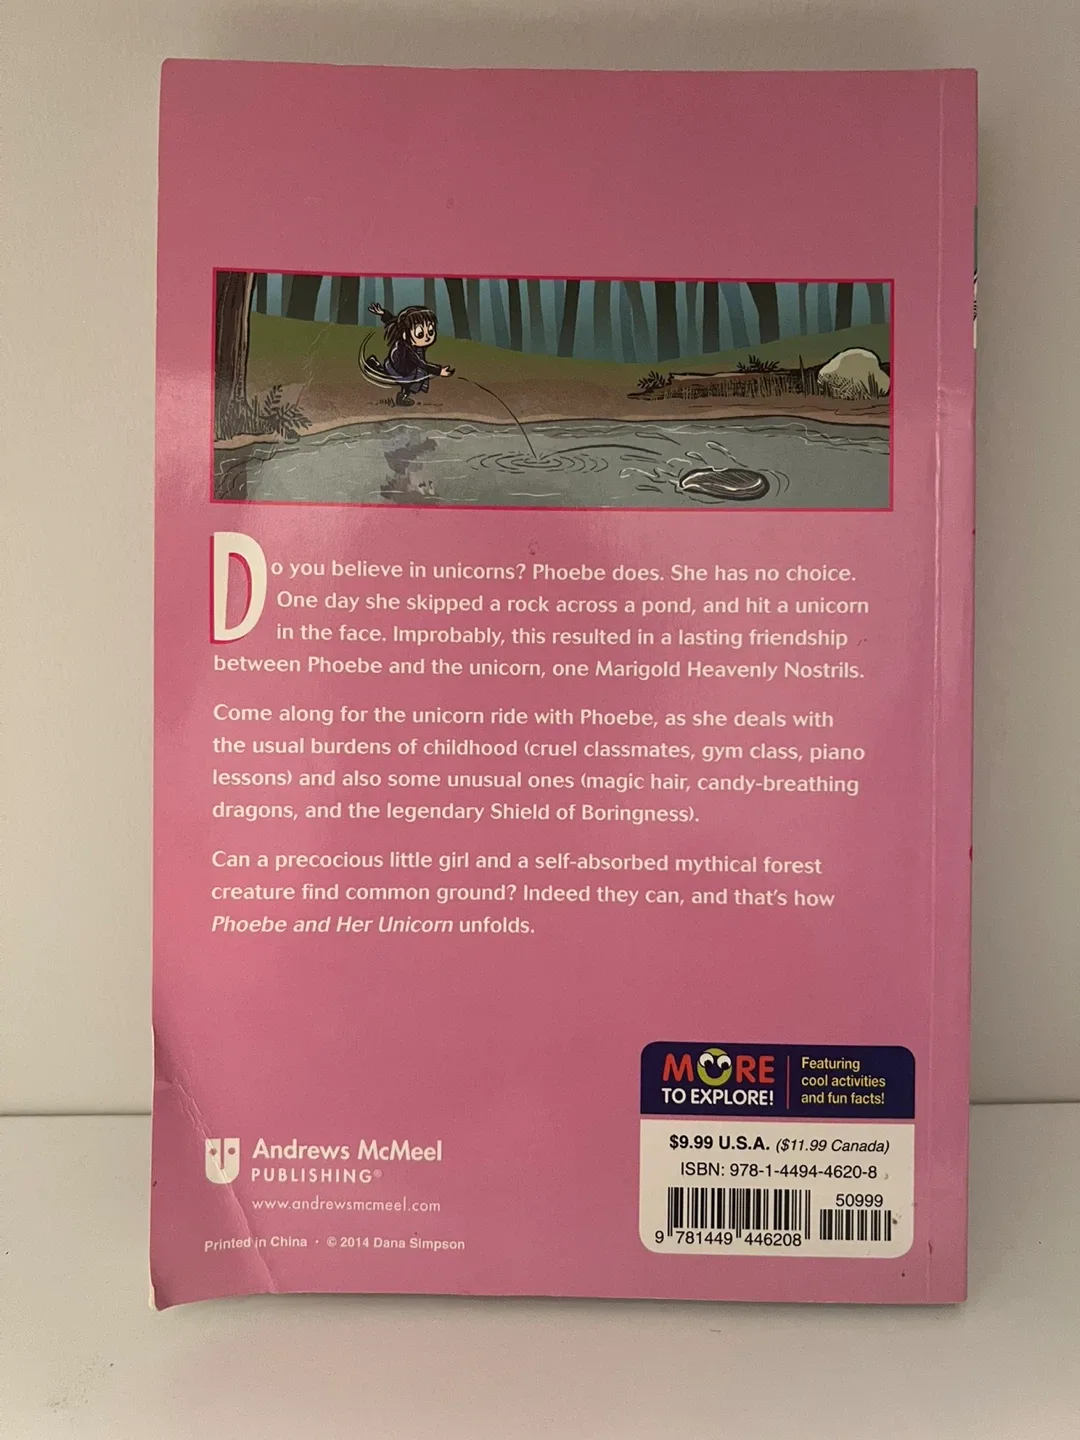 Do you believe in unicorns? Phoebe does. She has no choice.
One day she skipped a rock across a pond, and hit a unicorn
in the face. Improbably, this resulted in a lasting friendship
between Phoebe and the unicorn, one Marigold Heavenly Nostrils.
Come along for the unicorn ride with Phoebe, as she deals with
the usual burdens of childhood (cruel classmates, gym class, piano
lessons) and also some unusual ones (magic hair, candy-breathing
dragons, and the legendary Shield of Boringness).
Can a precocious little girl and a self-absorbed mythical forest
creature find common ground? Indeed they can, and that's how
Phoebe and Her Unicorn unfolds.
MORE
TO EXPLORE!
Featuring
cool activities
and fun facts!
$9.99 U.S.A. ($11.99 Canada)
ISBN: 978-1-4494-4620-8
50999
9 781449 446208
Andrews McMeel
PUBLISHING®
www.andrewsmcmeel.com
Printed in China · © 2014 Dana Simpson